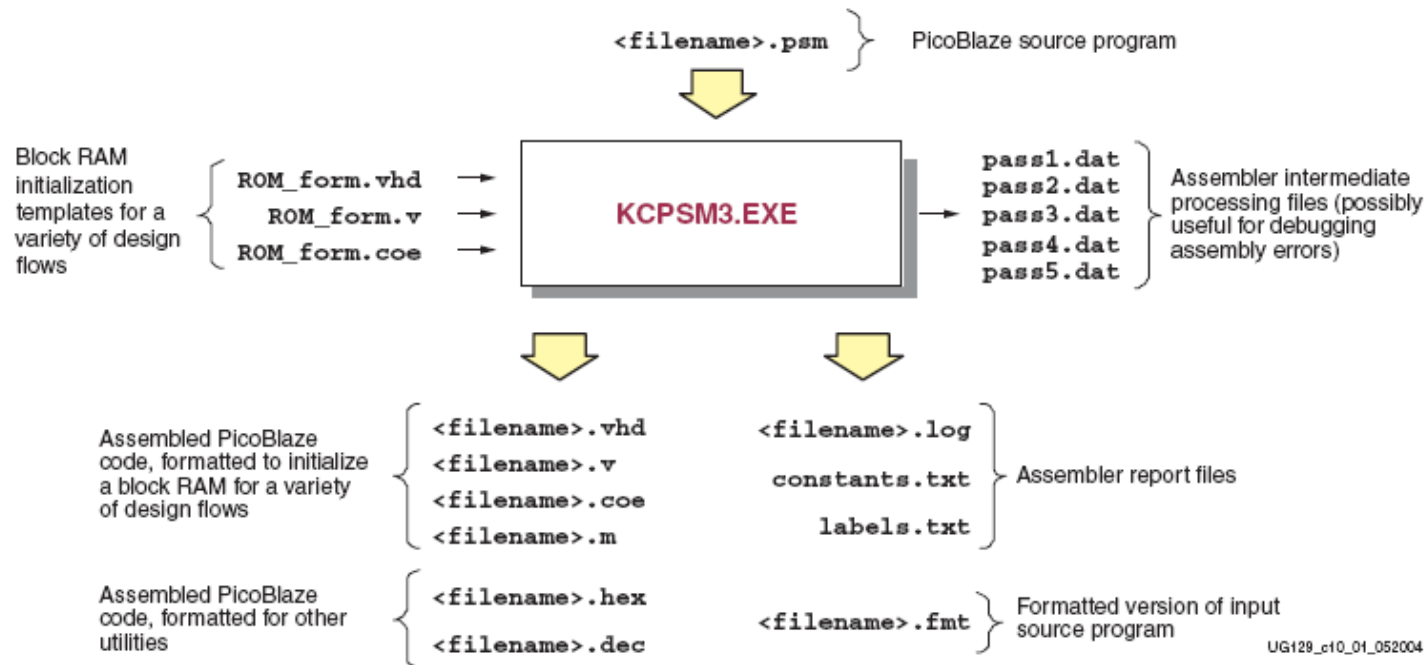 <filename>.psm
PicoBlaze source program
Block RAM
initialization
templates for a
variety of design
flows
ROM_form.vhd
ROM_form.v
ROM_form.coe
KCPSM3.EXE
pass1.dat
pass2.dat
pass3.dat
pass4.dat
pass5.dat
Assembler intermediate
processing files (possibly
useful for debugging
assembly errors)
Assembled PicoBlaze
code, formatted to initialize
a block RAM for a variety
of design flows
<filename>.vhd
<filename>.v
<filename>.coe
<filename>.m
<filename>.log
constants.txt
labels.txt
Assembler report files
Assembled PicoBlaze
code, formatted for other
utilities
<filename>.hex
<filename>.dec
<filename>.fmt
Formatted version of input
source program
UG129_c10_01_052004